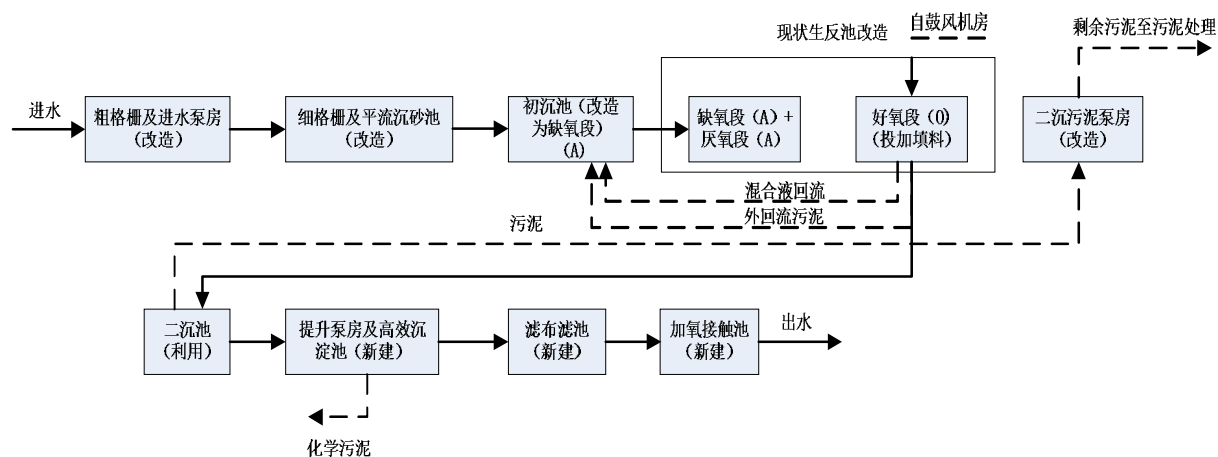 现状生反池改造
自鼓风机房
剩余污泥至污泥处理
进水
粗格栅及进水泵房
(改造)
细格栅及平流沉砂池
(改造)
初沉池(改造
为缺氧段)
(A)
缺氧段(A)+
厌氧段(A)
好氧段(O)
(投加填料)
二沉污泥泵房
(改造)
混合液回流
外回流污泥
污泥
二沉池
(利用)
提升泵房及高效沉
淀池(新建)
滤布滤池
(新建)
加氧接触池
(新建)
出水
化学污泥